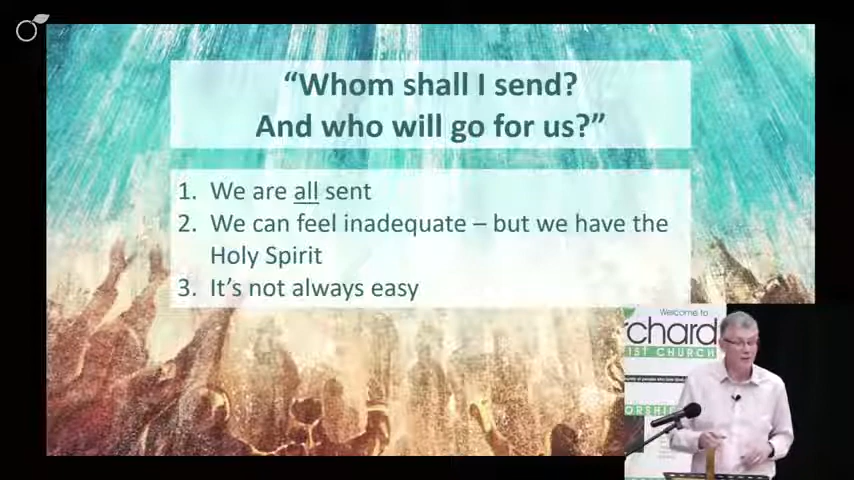 “Whom shall I send?
And who will go for us?”
1. We are all sent
2. We can feel inadequate – but we have the
Holy Spirit
3. It’s not always easy
Welcome to
rchard
IST CHURCH